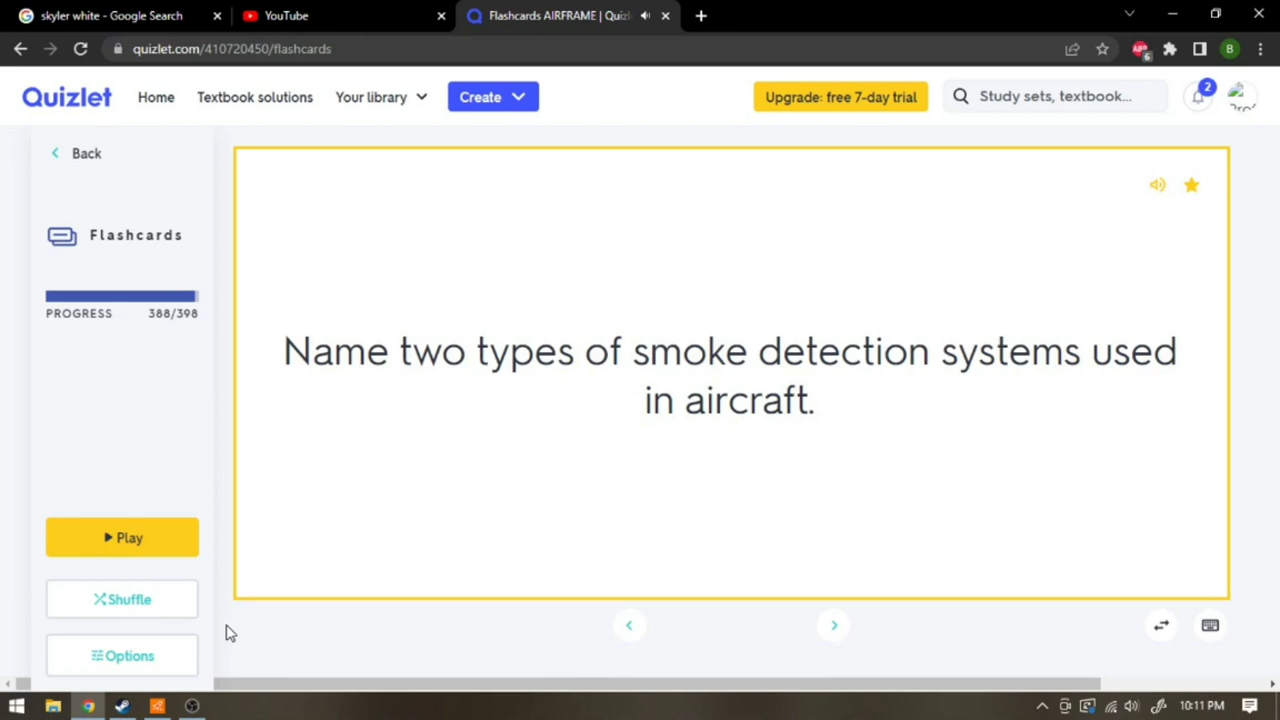 skyler white - Google Search
YouTube
Flashcards AIRFRAME | Quizl
quizlet.com/410720450/flashcards
ABP
6
B
Quizlet
Home
Textbook solutions
Your library
Create
Upgrade: free 7-day trial
Study sets, textbook...
2
Back
Flashcards
PROGRESS 388/398
Name two types of smoke detection systems used
in aircraft.
Play
Shuffle
Options
10:11 PM